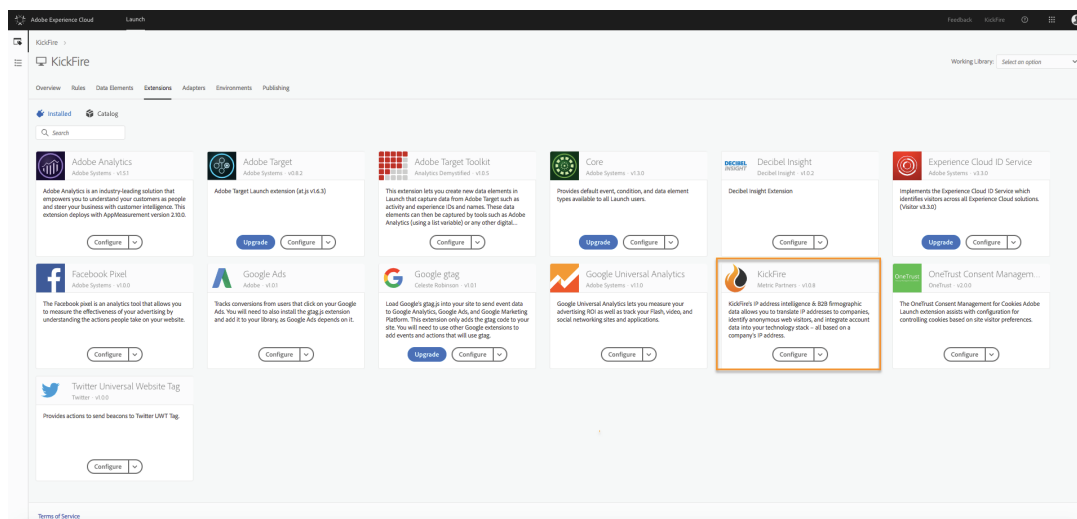 Adobe Experience Cloud Launch Feedback KickFire
KickFire ›
KickFire
Working Library: Select an option
Overview Rules Data Elements Extensions Adapters Environments Publishing
Installed Catalog
Search
Adobe Analytics
Adobe Systems · v1.5.1
Adobe Analytics is an industry-leading solution that
empowers you to understand your customers as people
and steer your business with customer intelligence. This
extension deploys with AppMeasurement version 2.10.0.
Configure
Adobe Target
Adobe Systems · v0.8.2
Adobe Target Launch extension (at.js v1.6.3)
Upgrade Configure
Adobe Target Toolkit
Analytics Demystified · v1.0.5
This extension lets you create new data elements in
Launch that capture data from Adobe Target such as
activity and experience IDs and names. These data
elements can then be captured by tools such as Adobe
Analytics (using a list variable) or any other digital...
Configure
Core
Adobe Systems · v1.3.0
Provides default event, condition, and data element
types available to all Launch users.
Upgrade Configure
DECIBEL
INSIGHT
Decibel Insight
Decibel Insight · v1.0.2
Decibel Insight Extension
Configure
Experience Cloud ID Service
Adobe Systems · v3.3.0
Implements the Experience Cloud ID Service which
identifies visitors across all Experience Cloud solutions.
(Visitor v3.3.0)
Upgrade Configure
Facebook Pixel
Adobe Systems · v1.0.0
The Facebook pixel is an analytics tool that allows you
to measure the effectiveness of your advertising by
understanding the actions people take on your website.
Configure
Google Ads
Adobe · v1.0.1
Tracks conversions from users that click on your Google
Ads. You will need to also install the gtag.js extension
and add it to your library, as Google Ads depends on it.
Configure
Google gtag
Celeste Robinson · v1.0.1
Load Google's gtag.js into your site to send event data
to Google Analytics, Google Ads, and Google Marketing
Platform. This extension only adds the gtag code to your
site. You will need to use other Google extensions to
add events and actions that will use gtag.
Upgrade Configure
Google Universal Analytics
Adobe Systems · v1.1.0
Google Universal Analytics lets you measure your
advertising ROI as well as track your Flash, video, and
social networking sites and applications.
Configure
KickFire
Metric Partners · v1.0.8
KickFire's IP address intelligence & B2B firmographic
data allows you to translate IP addresses to companies,
identify anonymous web visitors, and integrate account
data into your technology stack – all based on a
company's IP address.
Configure
OneTrust
OneTrust Consent Managem...
OneTrust · v2.0.0
The OneTrust Consent Management for Cookies Adobe
Launch extension assists with configuration for
controlling cookies based on site visitor preferences.
Configure
Twitter Universal Website Tag
Twitter · v1.0.0
Provides actions to send beacons to Twitter UWT Tag.
Configure
Terms of Service